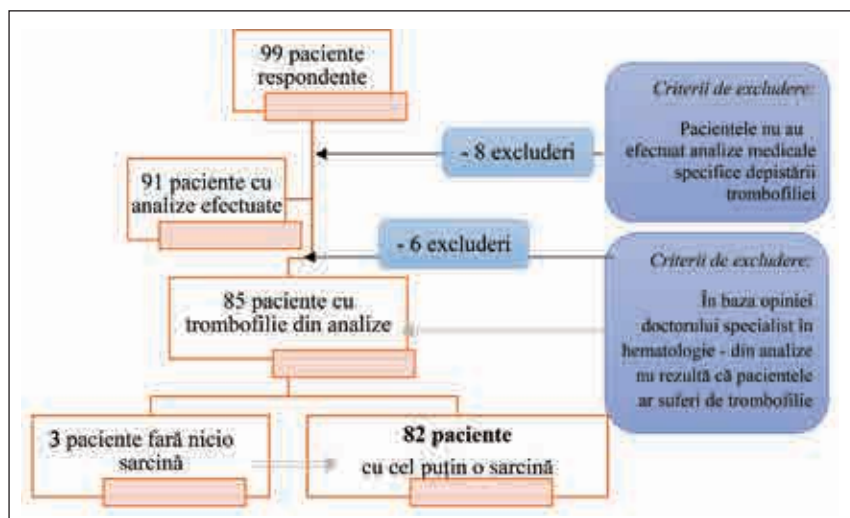 99 paciente
respondente
Criterii de excludere:
Pacientele nu au
efectuat analize medicale
specifice depistării
trombofiliei
- 8 excluderi
91 paciente cu
analize efectuate
- 6 excluderi
Criterii de excludere:
În baza opiniei
doctorului specialist în
hematologie - din analize
nu rezultă că pacientele
ar suferi de trombofilie
85 paciente cu
trombofilie din analize
3 paciente fară nicio
sarcină
82 paciente
cu cel puțin o sarcină